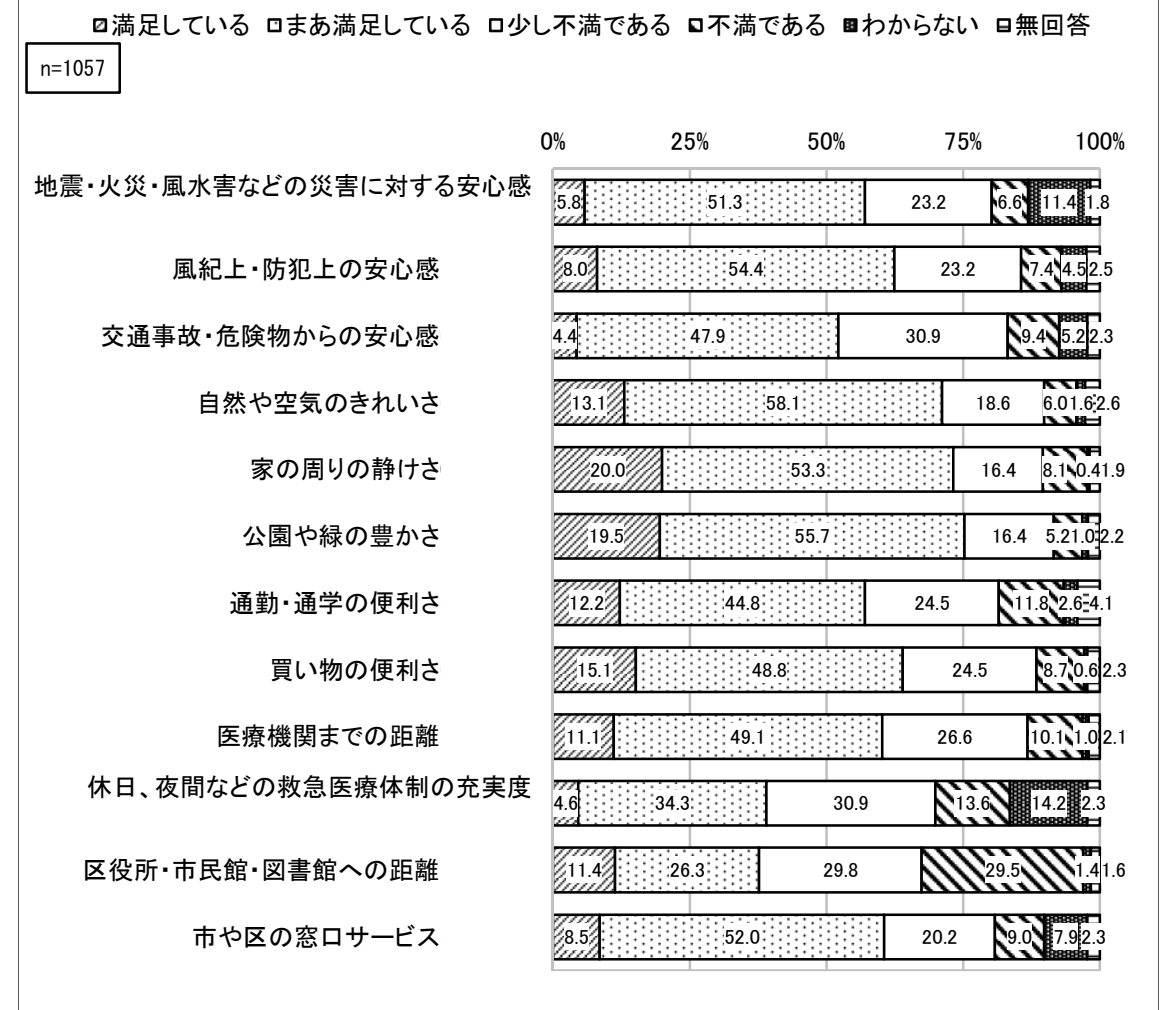 満足している まあ満足している 少し不満である 不満である わからない 無回答
n=1057
0% 25% 50% 75% 100%
地震・火災・風水害などの災害に対する安心感 5.8 51.3 23.2 6.6 11.4 1.8
風紀上・防犯上の安心感 8.0 54.4 23.2 7.4 4.5 2.5
交通事故・危険物からの安心感 4.4 47.9 30.9 9.4 5.2 2.3
自然や空気のきれいさ 13.1 58.1 18.6 6.0 1.6 2.6
家の周りの静けさ 20.0 53.3 16.4 8.1 0.4 1.9
公園や緑の豊かさ 19.5 55.7 16.4 5.2 1.0 2.2
通勤・通学の便利さ 12.2 44.8 24.5 11.8 2.6 4.1
買い物の便利さ 15.1 48.8 24.5 8.7 0.6 2.3
医療機関までの距離 11.1 49.1 26.6 10.1 1.0 2.1
休日、夜間などの救急医療体制の充実度 4.6 34.3 30.9 13.6 14.2 2.3
区役所・市民館・図書館への距離 11.4 26.3 29.8 29.5 1.4 1.6
市や区の窓口サービス 8.5 52.0 20.2 9.0 7.9 2.3